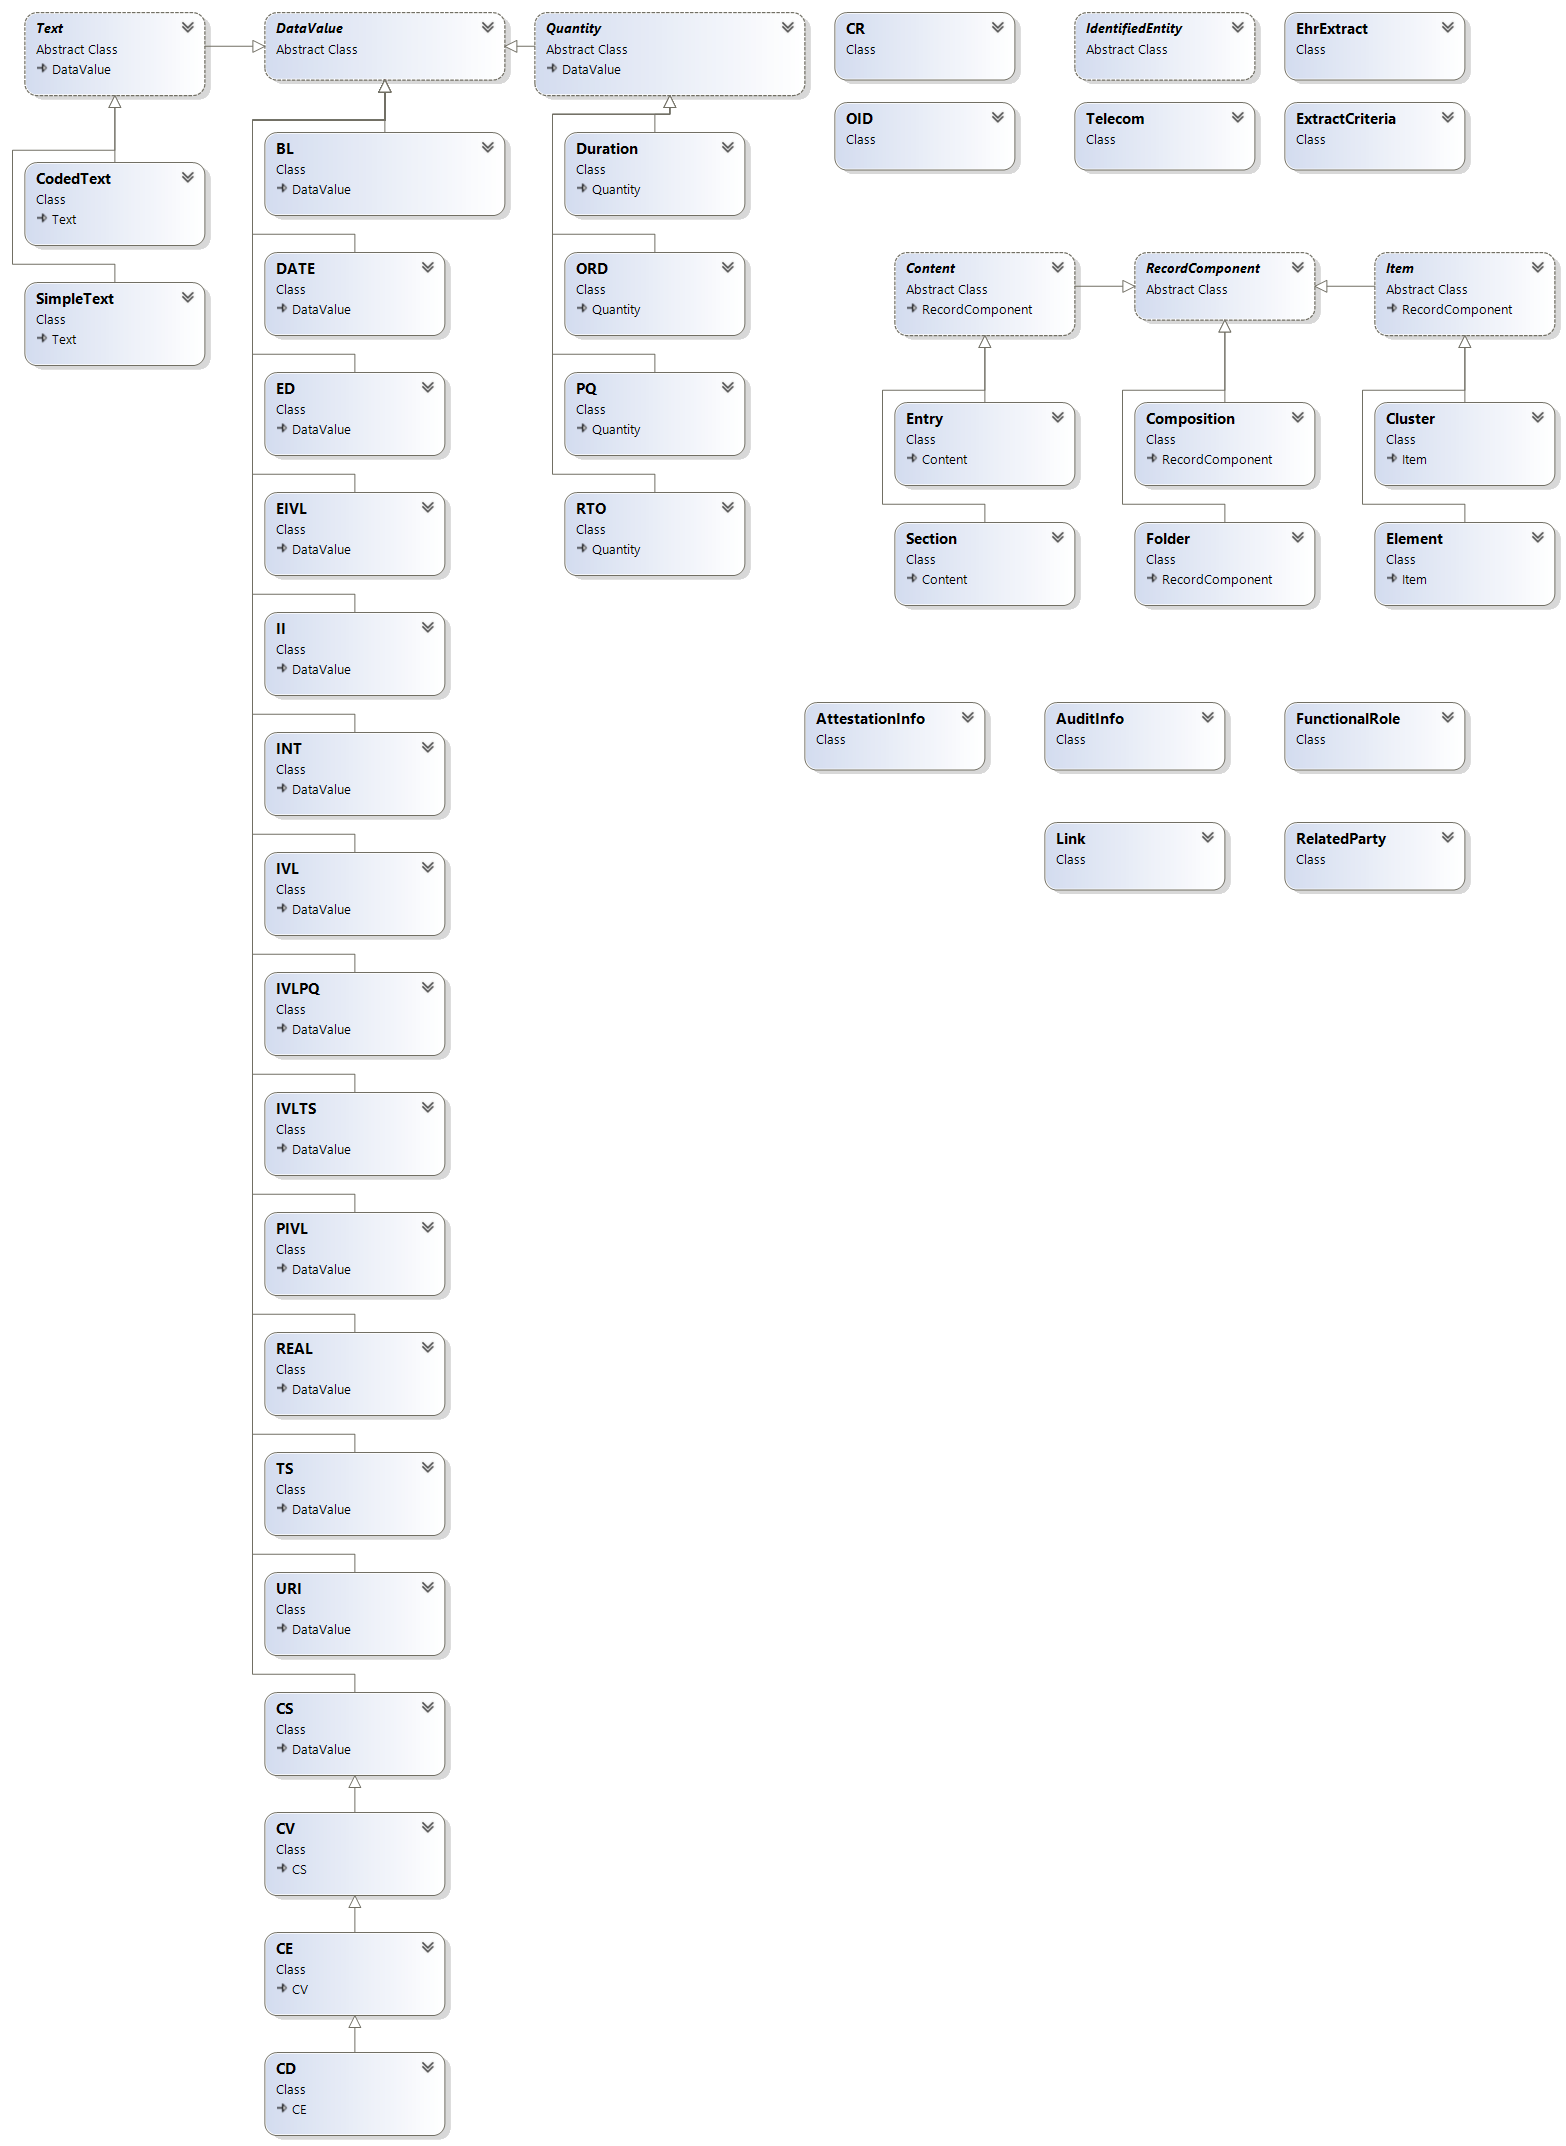 Text
Abstract Class
DataValue
CodedText
Class
Text
SimpleText
Class
Text
DataValue
Abstract Class
BL
Class
DataValue
DATE
Class
DataValue
ED
Class
DataValue
EIVL
Class
DataValue
II
Class
DataValue
INT
Class
DataValue
IVL
Class
DataValue
IVLPQ
Class
DataValue
IVLTS
Class
DataValue
PIVL
Class
DataValue
REAL
Class
DataValue
TS
Class
DataValue
URI
Class
DataValue
CS
Class
DataValue
CV
Class
CS
CE
Class
CV
CD
Class
CE
Quantity
Abstract Class
DataValue
Duration
Class
Quantity
ORD
Class
Quantity
PQ
Class
Quantity
RTO
Class
Quantity
CR
Class
OID
Class
IdentifiedEntity
Abstract Class
Telecom
Class
EhrExtract
Class
ExtractCriteria
Class
Content
Abstract Class
RecordComponent
Entry
Class
Content
Section
Class
Content
RecordComponent
Abstract Class
Composition
Class
RecordComponent
Folder
Class
RecordComponent
Item
Abstract Class
RecordComponent
Cluster
Class
Item
Element
Class
Item
AttestationInfo
Class
AuditInfo
Class
FunctionalRole
Class
Link
Class
RelatedParty
Class